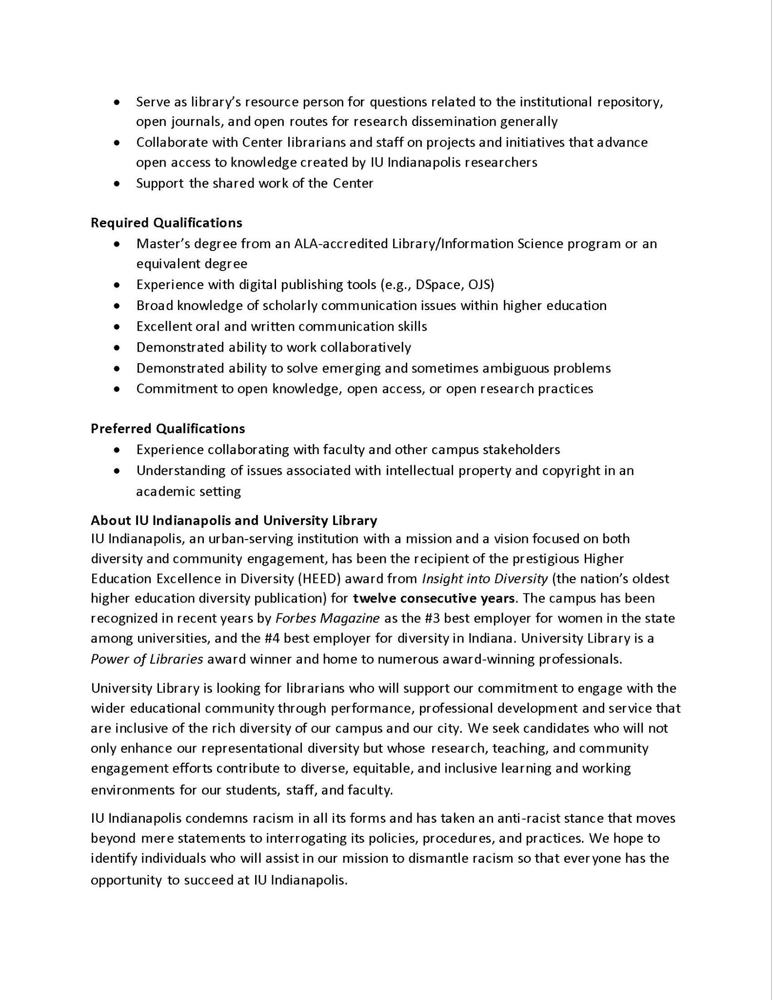 • Serve as library’s resource person for questions related to the institutional repository,
open journals, and open routes for research dissemination generally
• Collaborate with Center librarians and staff on projects and initiatives that advance
open access to knowledge created by IU Indianapolis researchers
• Support the shared work of the Center
Required Qualifications
• Master’s degree from an ALA-accredited Library/Information Science program or an
equivalent degree
• Experience with digital publishing tools (e.g., DSpace, OJS)
• Broad knowledge of scholarly communication issues within higher education
• Excellent oral and written communication skills
• Demonstrated ability to work collaboratively
• Demonstrated ability to solve emerging and sometimes ambiguous problems
• Commitment to open knowledge, open access, or open research practices
Preferred Qualifications
• Experience collaborating with faculty and other campus stakeholders
• Understanding of issues associated with intellectual property and copyright in an
academic setting
About IU Indianapolis and University Library
IU Indianapolis, an urban-serving institution with a mission and a vision focused on both
diversity and community engagement, has been the recipient of the prestigious Higher
Education Excellence in Diversity (HEED) award from Insight into Diversity (the nation’s oldest
higher education diversity publication) for twelve consecutive years. The campus has been
recognized in recent years by Forbes Magazine as the #3 best employer for women in the state
among universities, and the #4 best employer for diversity in Indiana. University Library is a
Power of Libraries award winner and home to numerous award-winning professionals.
University Library is looking for librarians who will support our commitment to engage with the
wider educational community through performance, professional development and service that
are inclusive of the rich diversity of our campus and our city. We seek candidates who will not
only enhance our representational diversity but whose research, teaching, and community
engagement efforts contribute to diverse, equitable, and inclusive learning and working
environments for our students, staff, and faculty.
IU Indianapolis condemns racism in all its forms and has taken an anti-racist stance that moves
beyond mere statements to interrogating its policies, procedures, and practices. We hope to
identify individuals who will assist in our mission to dismantle racism so that everyone has the
opportunity to succeed at IU Indianapolis.